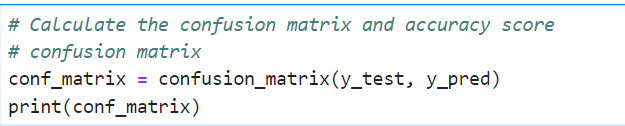 # Calculate the confusion matrix and accuracy score
# confusion matrix
conf_matrix = confusion_matrix(y_test, y_pred)
print(conf_matrix)